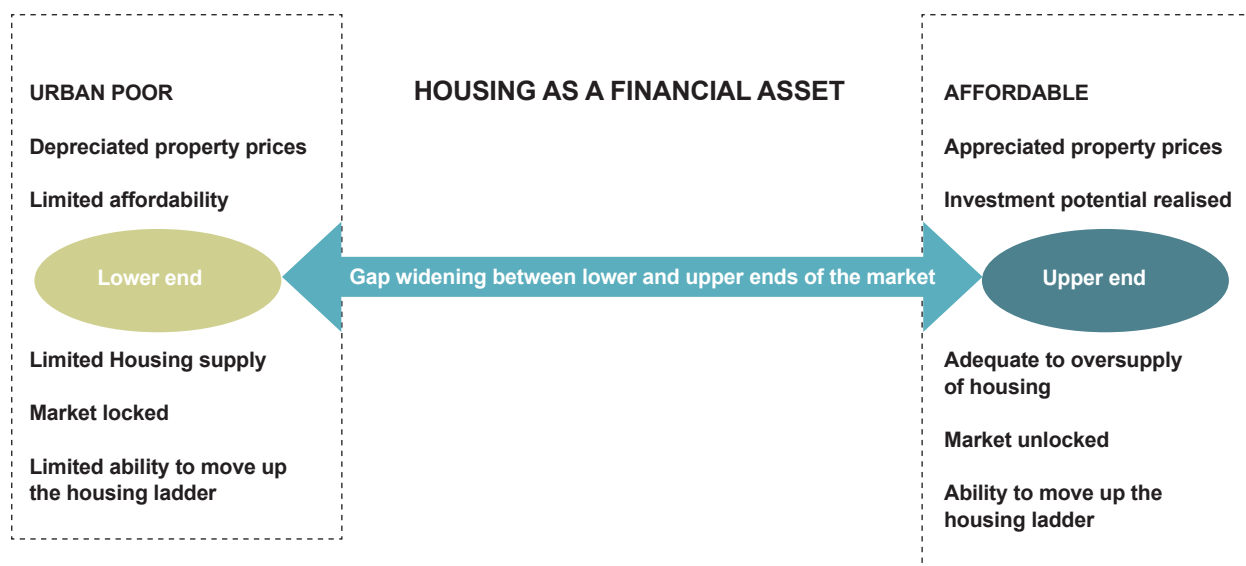 URBAN POOR
Depreciated property prices
Limited affordability
Lower end
Limited Housing supply
Market locked
Limited ability to move up
the housing ladder
HOUSING AS A FINANCIAL ASSET
Gap widening between lower and upper ends of the market
AFFORDABLE
Appreciated property prices
Investment potential realised
Upper end
Adequate to oversupply
of housing
Market unlocked
Ability to move up the
housing ladder